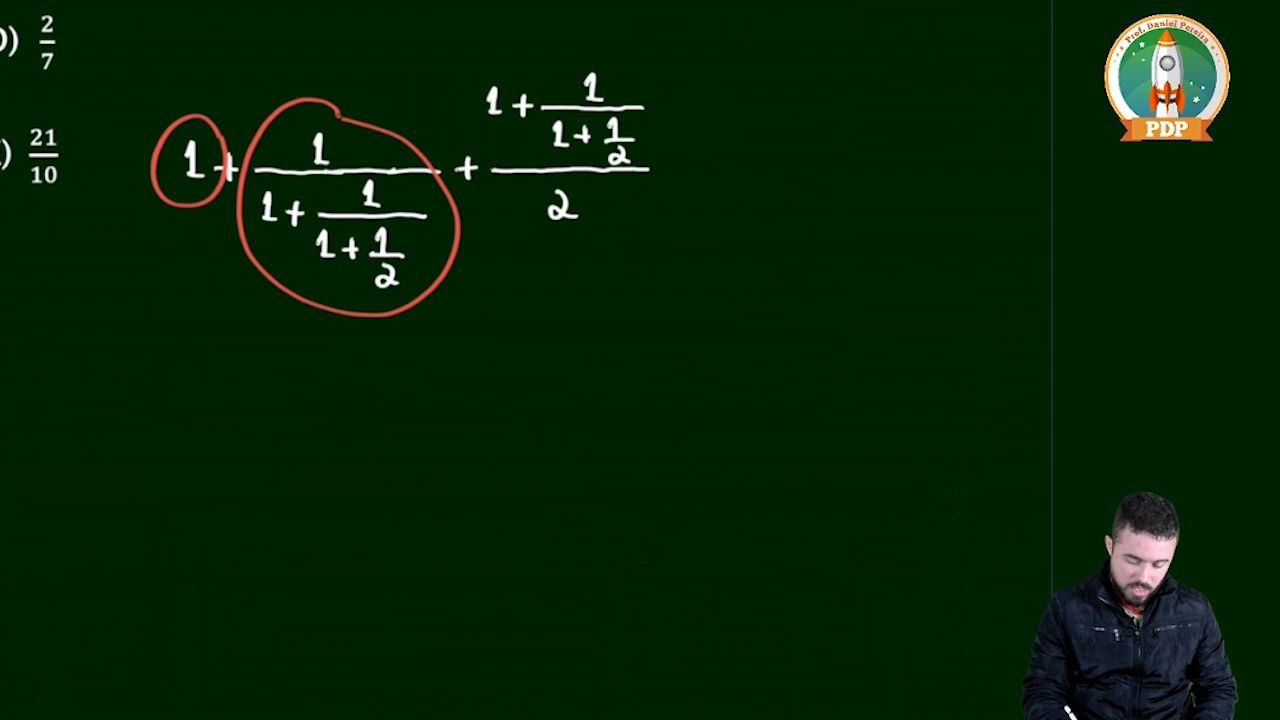 D) 2/7
) 21/10
1 + 1/(1 + 1/(1 + 1/2)) + (1 + 1/(1 + 1/2))/2
Prof. Daniel Pereira
PDP